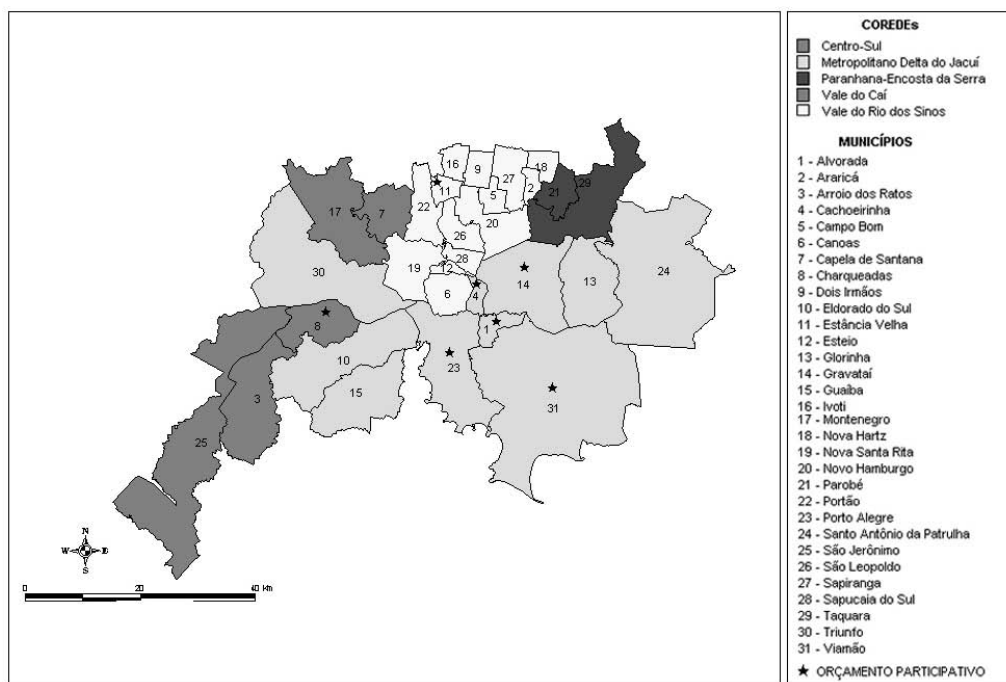 COREDEs
Centro-Sul
Metropolitano Delta do Jacuí
Paranhana-Encosta da Serra
Vale do Caí
Vale do Rio dos Sinos
MUNICÍPIOS
1 - Alvorada
2 - Araricá
3 - Arroio dos Ratos
4 - Cachoeirinha
5 - Campo Bom
6 - Canoas
7 - Capela de Santana
8 - Charqueadas
9 - Dois Irmãos
10 - Eldorado do Sul
11 - Estância Velha
12 - Esteio
13 - Glorinha
14 - Gravataí
15 - Guaíba
16 - Ivoti
17 - Montenegro
18 - Nova Hartz
19 - Nova Santa Rita
20 - Novo Hamburgo
21 - Parobé
22 - Portão
23 - Porto Alegre
24 - Santo Antônio da Patrulha
25 - São Jerônimo
26 - São Leopoldo
27 - Sapiranga
28 - Sapucaia do Sul
29 - Taquara
30 - Triunfo
31 - Viamão
★ ORÇAMENTO PARTICIPATIVO
16
9
27
18
2
11
5
21
29
22
20
17
7
26
28
12
30
19
6
4
14
13
24
8
1
10
23
15
3
31
25
N
W
E
S
0
20
40 km